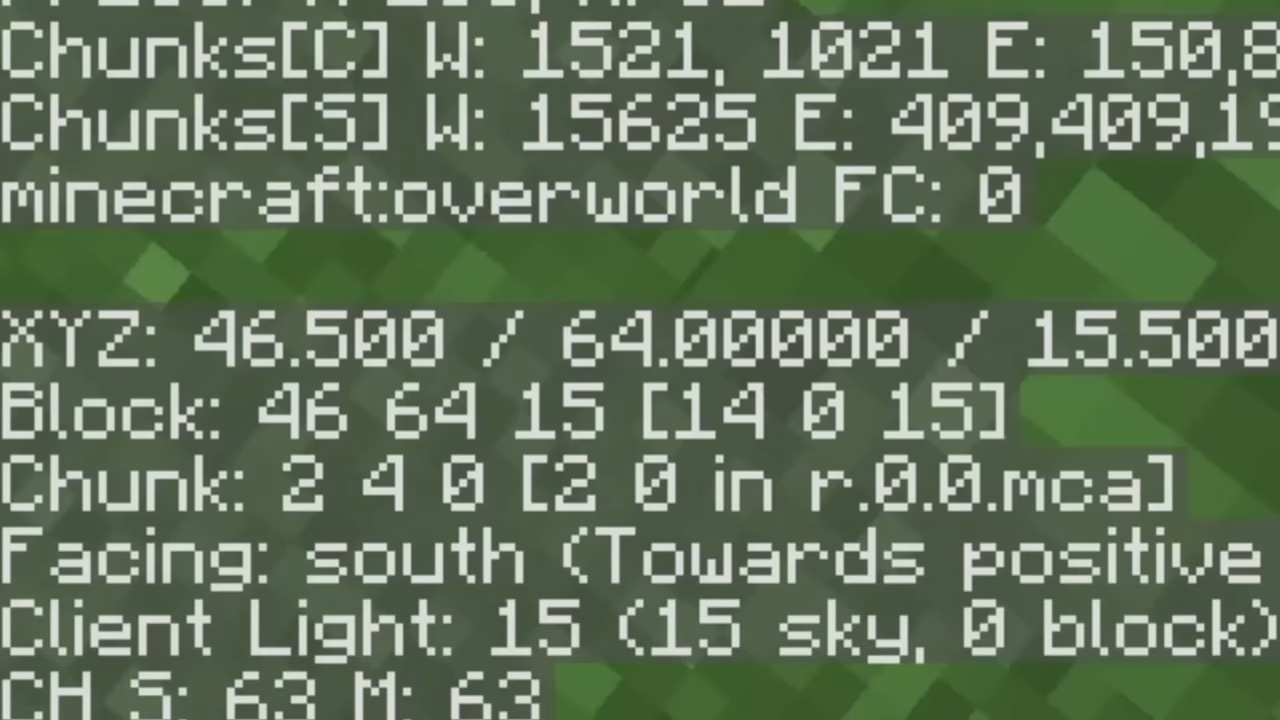 Chunks[C] W: 1521, 1021 E: 150,8
Chunks[S] W: 15625 E: 409,409,19
minecraft:overworld FC: 0
XYZ: 46.500 / 64.00000 / 15.500
Block: 46 64 15 [14 0 15]
Chunk: 2 4 0 [2 0 in r.0.0.mca]
Facing: south (Towards positive
Client Light: 15 (15 sky, 0 block)
CH S: 63 M: 63